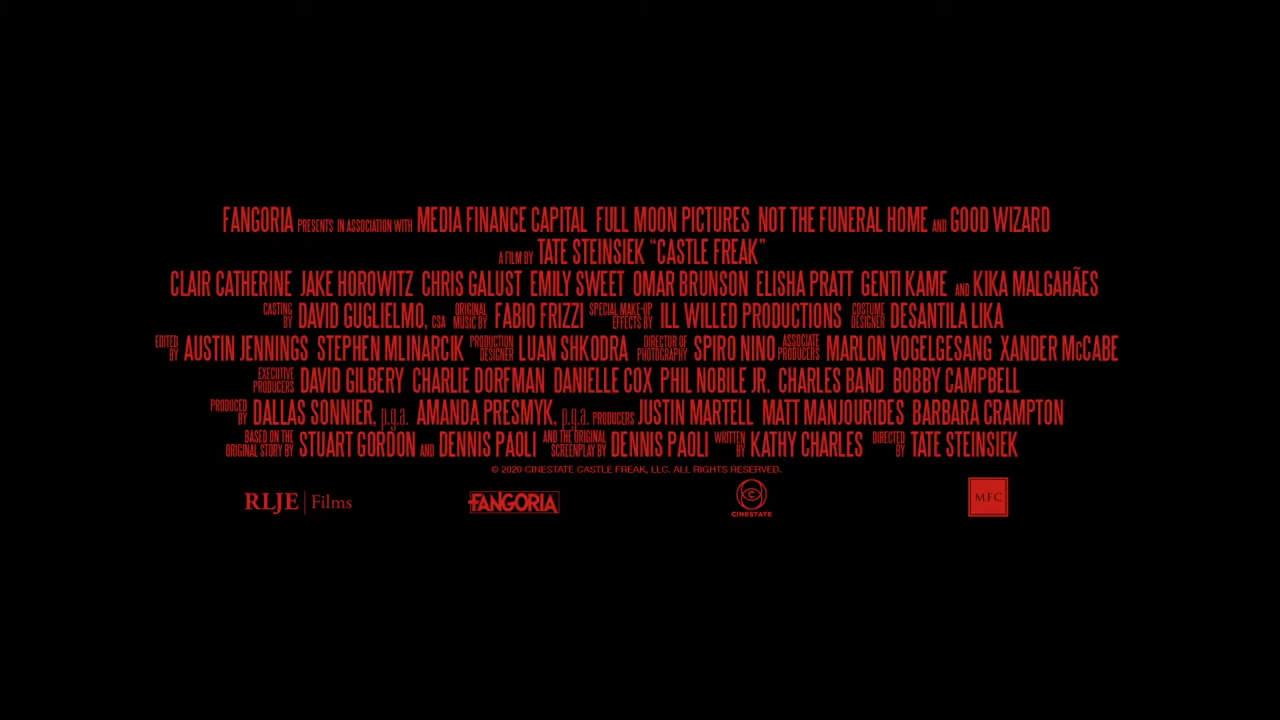 FANGORIA PRESENTS IN ASSOCIATION WITH MEDIA FINANCE CAPITAL FULL MOON PICTURES NOT THE FUNERAL HOME AND GOOD WIZARD
A FILM BY TATE STEINSIEK “CASTLE FREAK”
CLAIR CATHERINE JAKE HOROWITZ CHRIS GALUST EMILY SWEET OMAR BRUNSON ELISHA PRATT GENTI KAME AND KIKA MALGAHÃES
CASTING BY DAVID GUGLIELMO, CSA ORIGINAL MUSIC BY FABIO FRIZZI SPECIAL MAKE-UP EFFECTS BY ILL WILLED PRODUCTIONS COSTUME DESIGNER DESANTILA LIKA
EDITED BY AUSTIN JENNINGS STEPHEN MLINARCIK PRODUCTION DESIGNER LUAN SHKODRA DIRECTOR OF PHOTOGRAPHY SPIRO NINO ASSOCIATE PRODUCERS MARLON VOGELGESANG XANDER McCABE
EXECUTIVE PRODUCERS DAVID GILBERY CHARLIE DORFMAN DANIELLE COX PHIL NOBILE JR. CHARLES BAND BOBBY CAMPBELL
PRODUCED BY DALLAS SONNIER, p.g.a. AMANDA PRESMYK, p.g.a. PRODUCERS JUSTIN MARTELL MATT MANJOURIDES BARBARA CRAMPTON
BASED ON THE ORIGINAL STORY BY STUART GORDON AND DENNIS PAOLI AND THE ORIGINAL SCREENPLAY BY DENNIS PAOLI WRITTEN BY KATHY CHARLES DIRECTED BY TATE STEINSIEK
© 2020 CINESTATE CASTLE FREAK, LLC. ALL RIGHTS RESERVED.
RLJE Films FANGORIA CINESTATE MFC